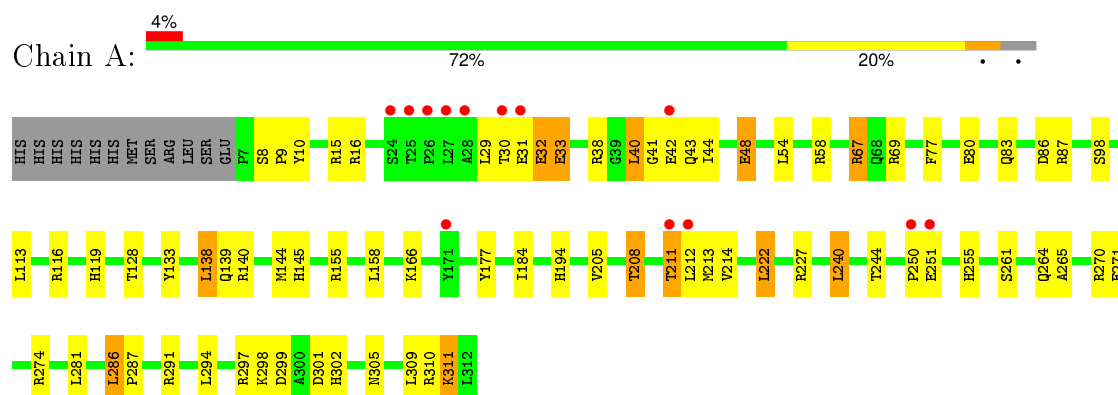 4%
Chain A:
72% 20% • •
HIS HIS HIS HIS HIS HIS MET SER ARG LEU SER GLU P7 S8 P9 Y10 R15 R16 S24 T25 P26 L27 A28 L29 T30 E31 E32 E33 R38 G39 L40 G41 E42 Q43 I44 E48 L54 R58 R67 Q68 R69 F77 E80 Q83 D86 R87 S98
L113 R116 H119 T128 Y133 L138 Q139 R140 M144 H145 R155 L158 K166 Y171 Y177 I184 H194 V205 T208 T211 L212 M213 V214 L222 R227 L240 T244 P250 E251 H255 S261 Q264 A265 R270
R274 L281 L286 P287 R291 L294 R297 K298 D299 A300 D301 H302 N305 L309 R310 K311 L312